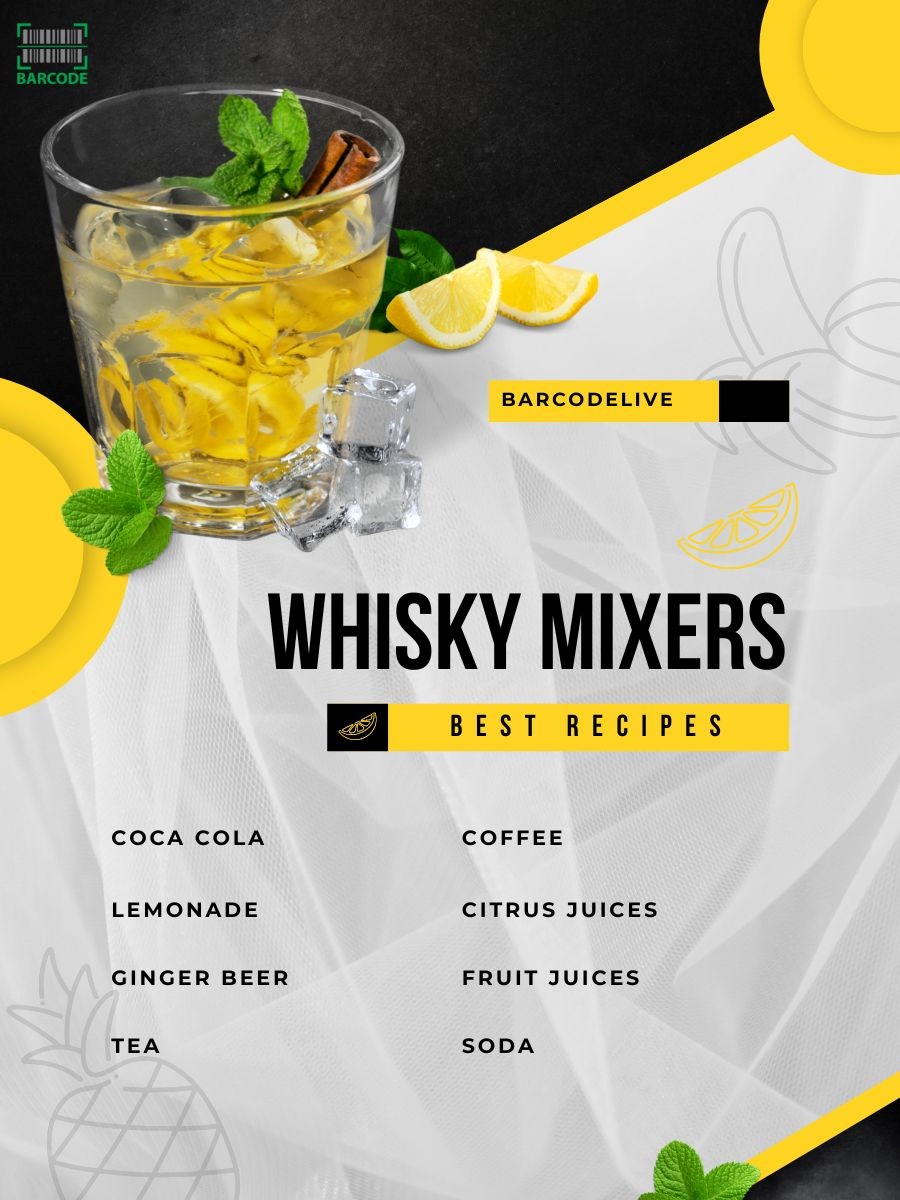 BARCODE
BARCODELIVE
WHISKY MIXERS
BEST RECIPES
COCA COLA
LEMONADE
GINGER BEER
TEA
COFFEE
CITRUS JUICES
FRUIT JUICES
SODA